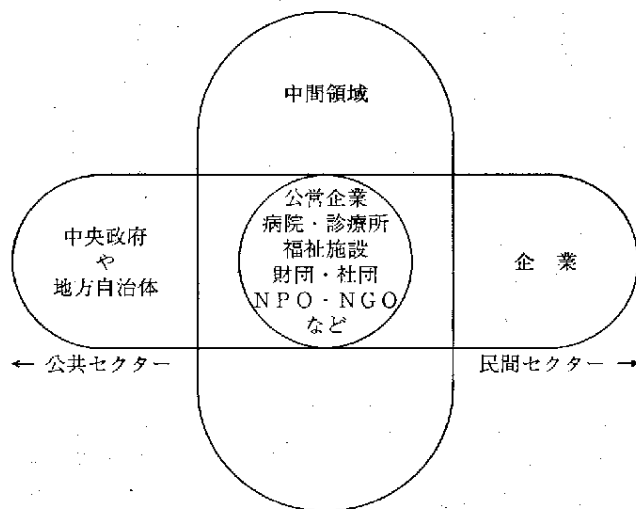 中間領域
公営企業
病院・診療所
福祉施設
財団・社団
NPO・NGO
など
中央政府
や
地方自治体
企　業
← 公共セクター
民間セクター →